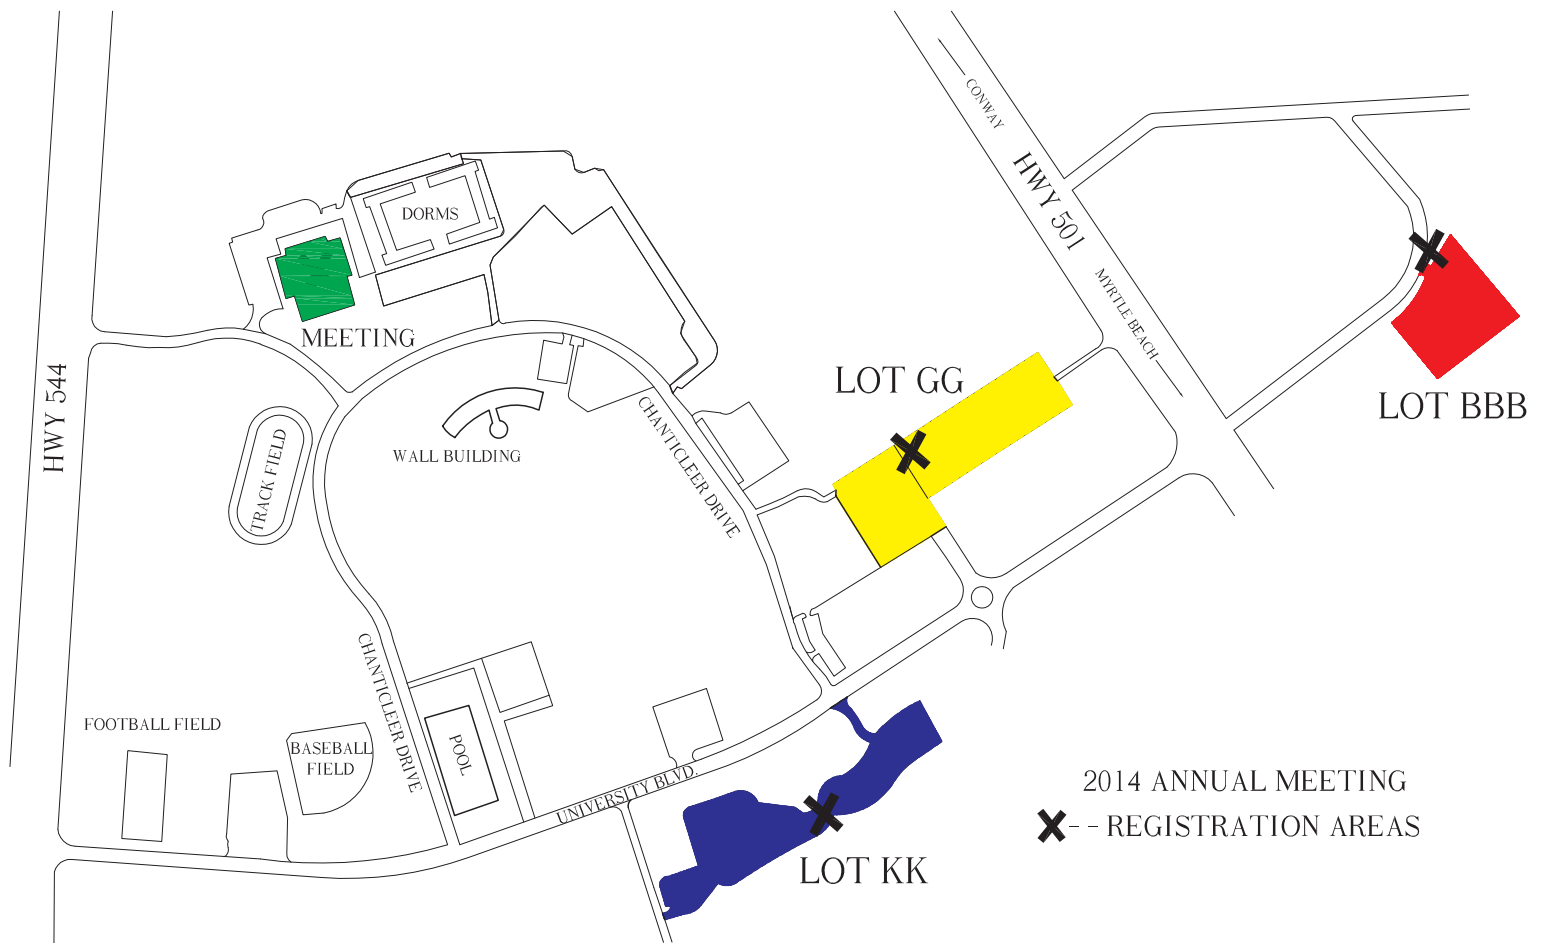 CONWAY
HWY 501
MYRTLE BEACH
DORMS
MEETING
HWY 544
LOT GG
LOT BBB
CHANTICLEER DRIVE
WALL BUILDING
TRACK FIELD
CHANTICLEER DRIVE
FOOTBALL FIELD
BASEBALL
FIELD
POOL
UNIVERSITY BLVD.
LOT KK
2014 ANNUAL MEETING
-- REGISTRATION AREAS